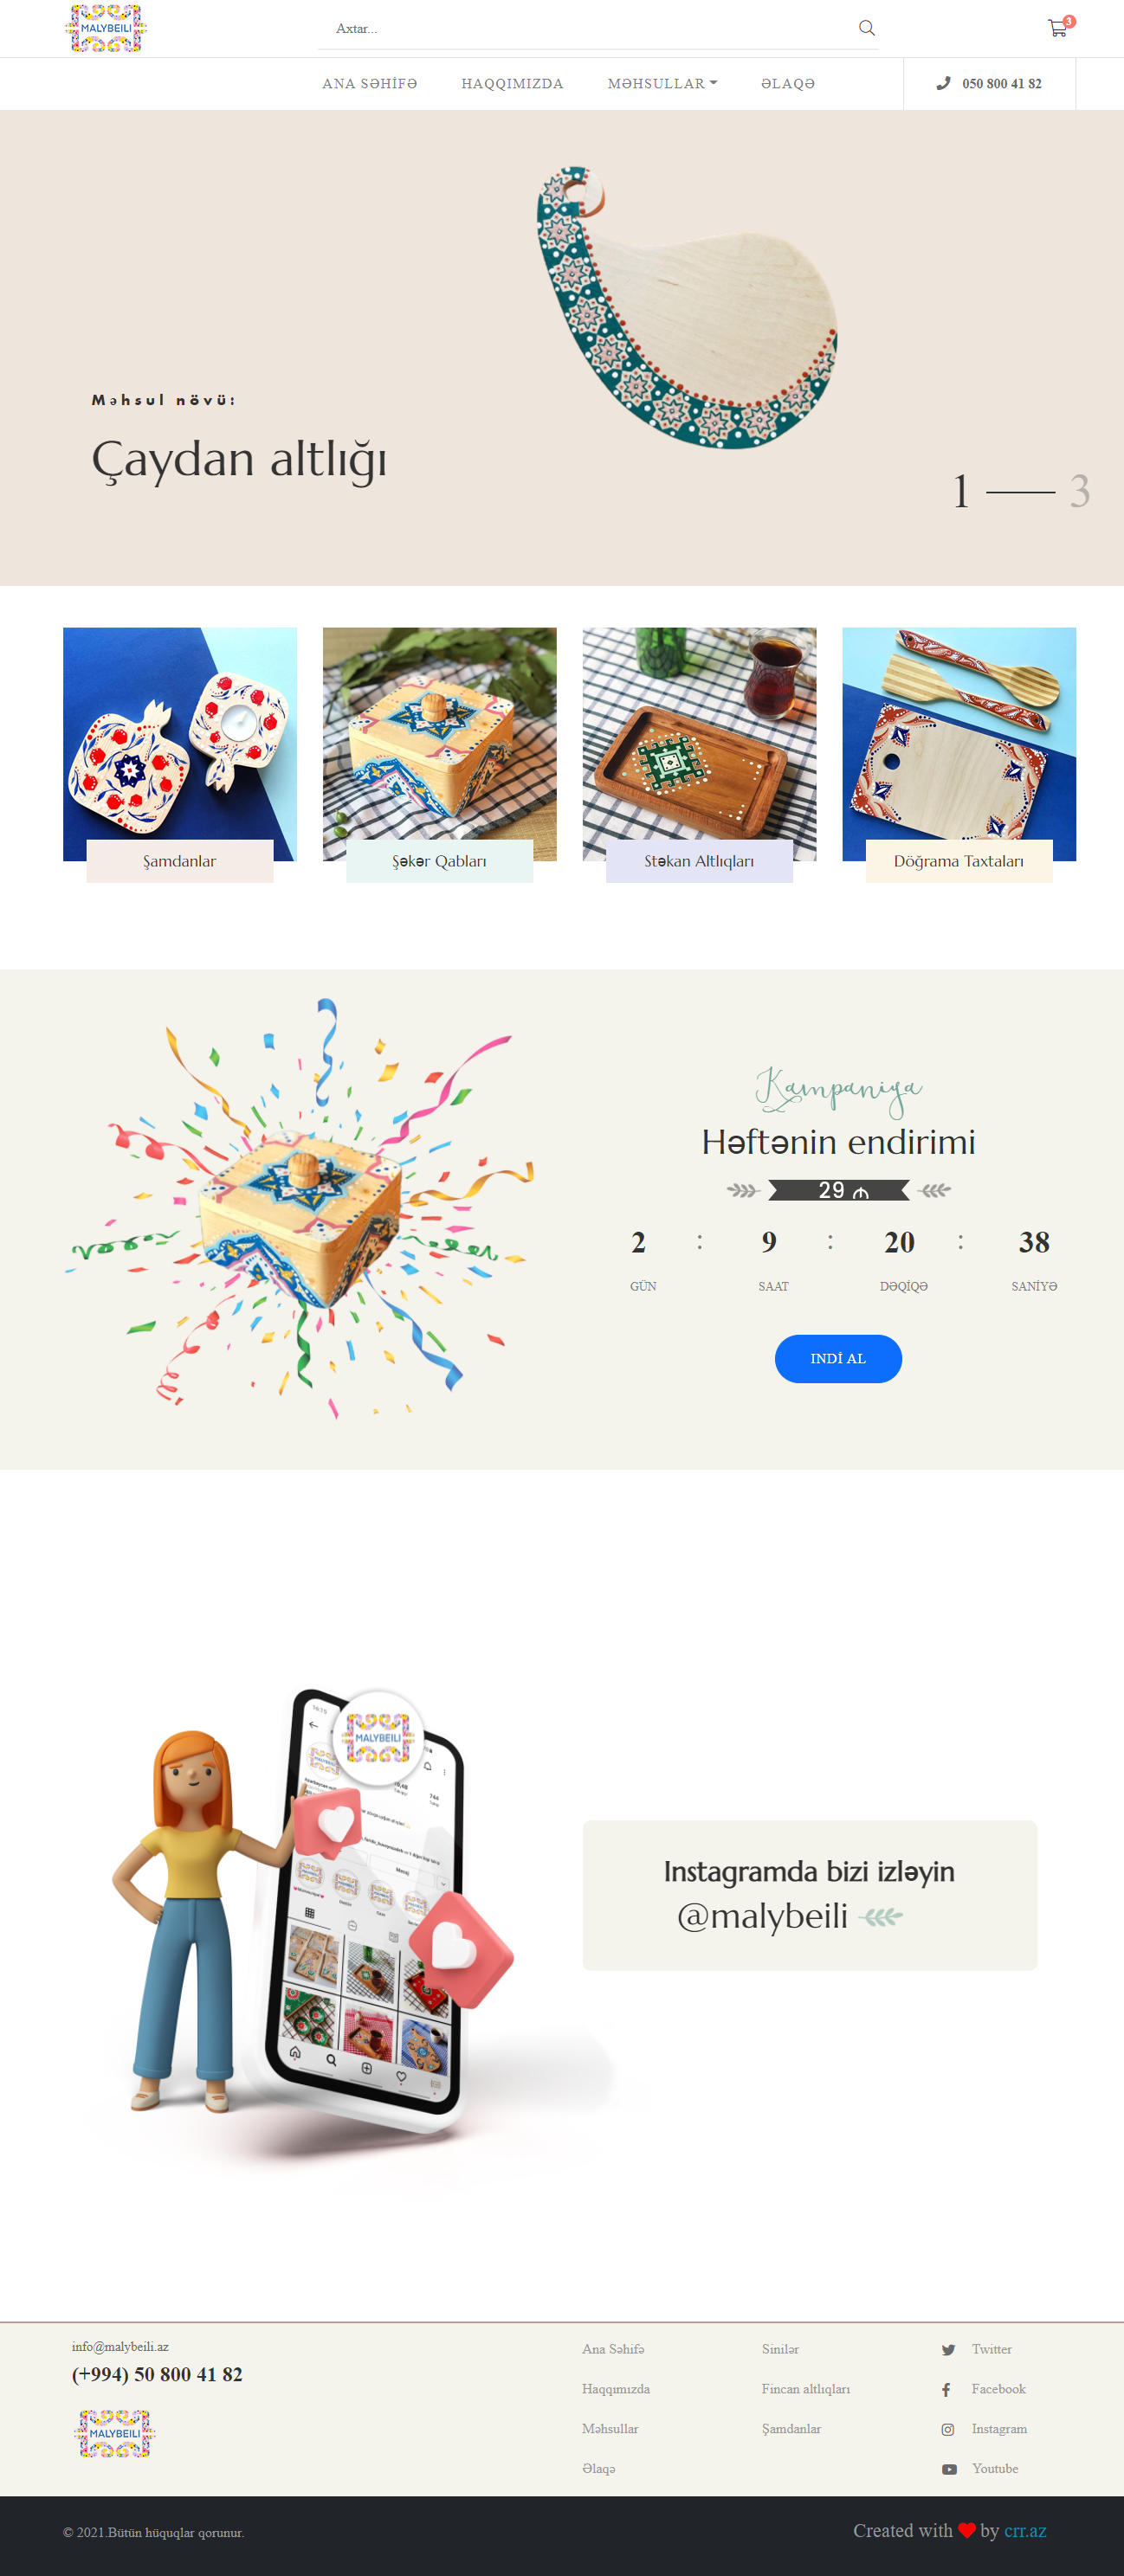 MALYBEILI
Axtar...
3
ANA SƏHİFƏ
HAQQIMIZDA
MƏHSULLAR
ƏLAQƏ
050 800 41 82
Məhsul növü:
Çaydan altlığı
1
3
Şamdanlar
Şəkər Qabları
Stəkan Altlıqları
Döğrama Taxtaları
Kampaniya
Həftənin endirimi
29 ₼
2 : 9 : 20 : 38
GÜN SAAT DƏQİQƏ SANİYƏ
INDİ AL
MALYBEILI
Instagramda bizi izləyin
@malybeili
info@malybeili.az
(+994) 50 800 41 82
MALYBEILI
Ana Səhifə
Haqqımızda
Məhsullar
Əlaqə
Sinilər
Fincan altlıqları
Şamdanlar
Twitter
Facebook
Instagram
Youtube
© 2021.Bütün hüquqlar qorunur.
Created with ❤ by crr.az